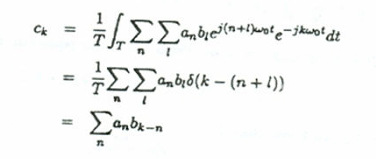 c_k = \frac{1}{T} \int_T \sum_n \sum_l a_n b_l e^{j(n+l)\omega_0 t} e^{-jk\omega_0 t} dt
= \frac{1}{T} \sum_n \sum_l a_n b_l \delta(k - (n + l))
= \sum_n a_n b_{k-n}